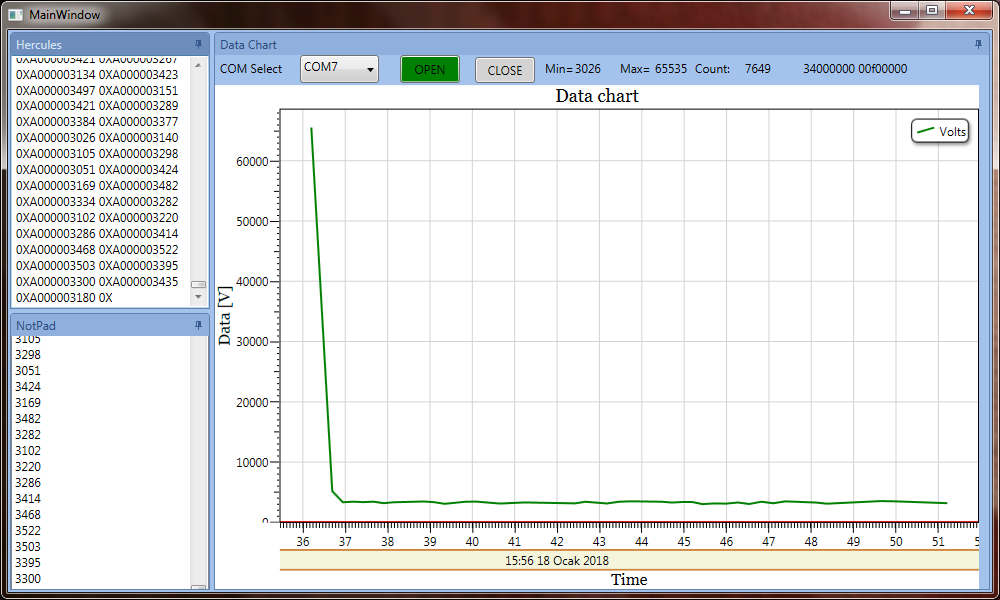 MainWindow
Hercules
0XA000003421 0XA000003267
0XA000003134 0XA000003423
0XA000003497 0XA000003151
0XA000003421 0XA000003289
0XA000003384 0XA000003377
0XA000003026 0XA000003140
0XA000003105 0XA000003298
0XA000003051 0XA000003424
0XA000003169 0XA000003482
0XA000003334 0XA000003282
0XA000003102 0XA000003220
0XA000003286 0XA000003414
0XA000003468 0XA000003522
0XA000003503 0XA000003395
0XA000003300 0XA000003435
0XA000003180 0X
NotPad
3105
3298
3051
3424
3169
3482
3282
3102
3220
3286
3414
3468
3522
3503
3395
3300
Data Chart
COM Select COM7 OPEN CLOSE Min= 3026 Max= 65535 Count: 7649 34000000 00f00000
Data chart
Volts
Data [V]
60000
50000
40000
30000
20000
10000
0
36 37 38 39 40 41 42 43 44 45 46 47 48 49 50 51 5
15:56 18 Ocak 2018
Time